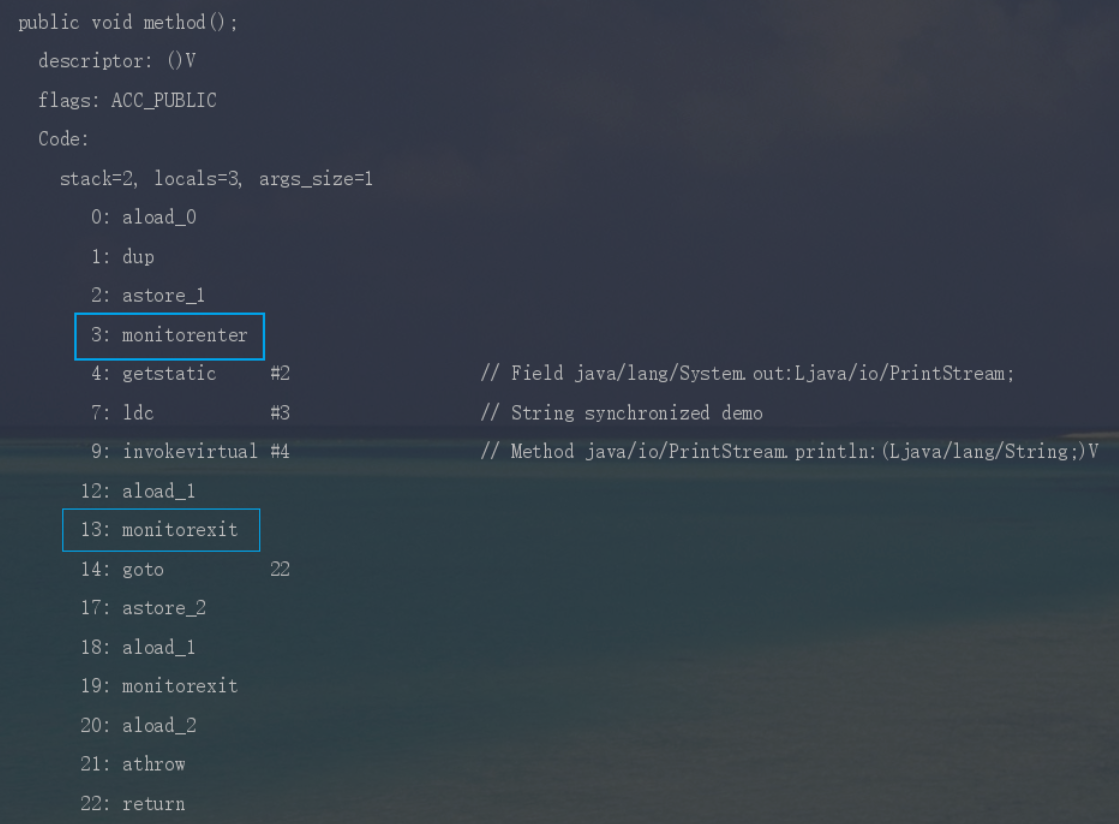 public void method();
descriptor: ()V
flags: ACC_PUBLIC
Code:
stack=2, locals=3, args_size=1
0: aload_0
1: dup
2: astore_1
3: monitorenter
4: getstatic #2 // Field java/lang/System.out:Ljava/io/PrintStream;
7: ldc #3 // String synchronized demo
9: invokevirtual #4 // Method java/io/PrintStream.println:(Ljava/lang/String;)V
12: aload_1
13: monitorexit
14: goto 22
17: astore_2
18: aload_1
19: monitorexit
20: aload_2
21: athrow
22: return